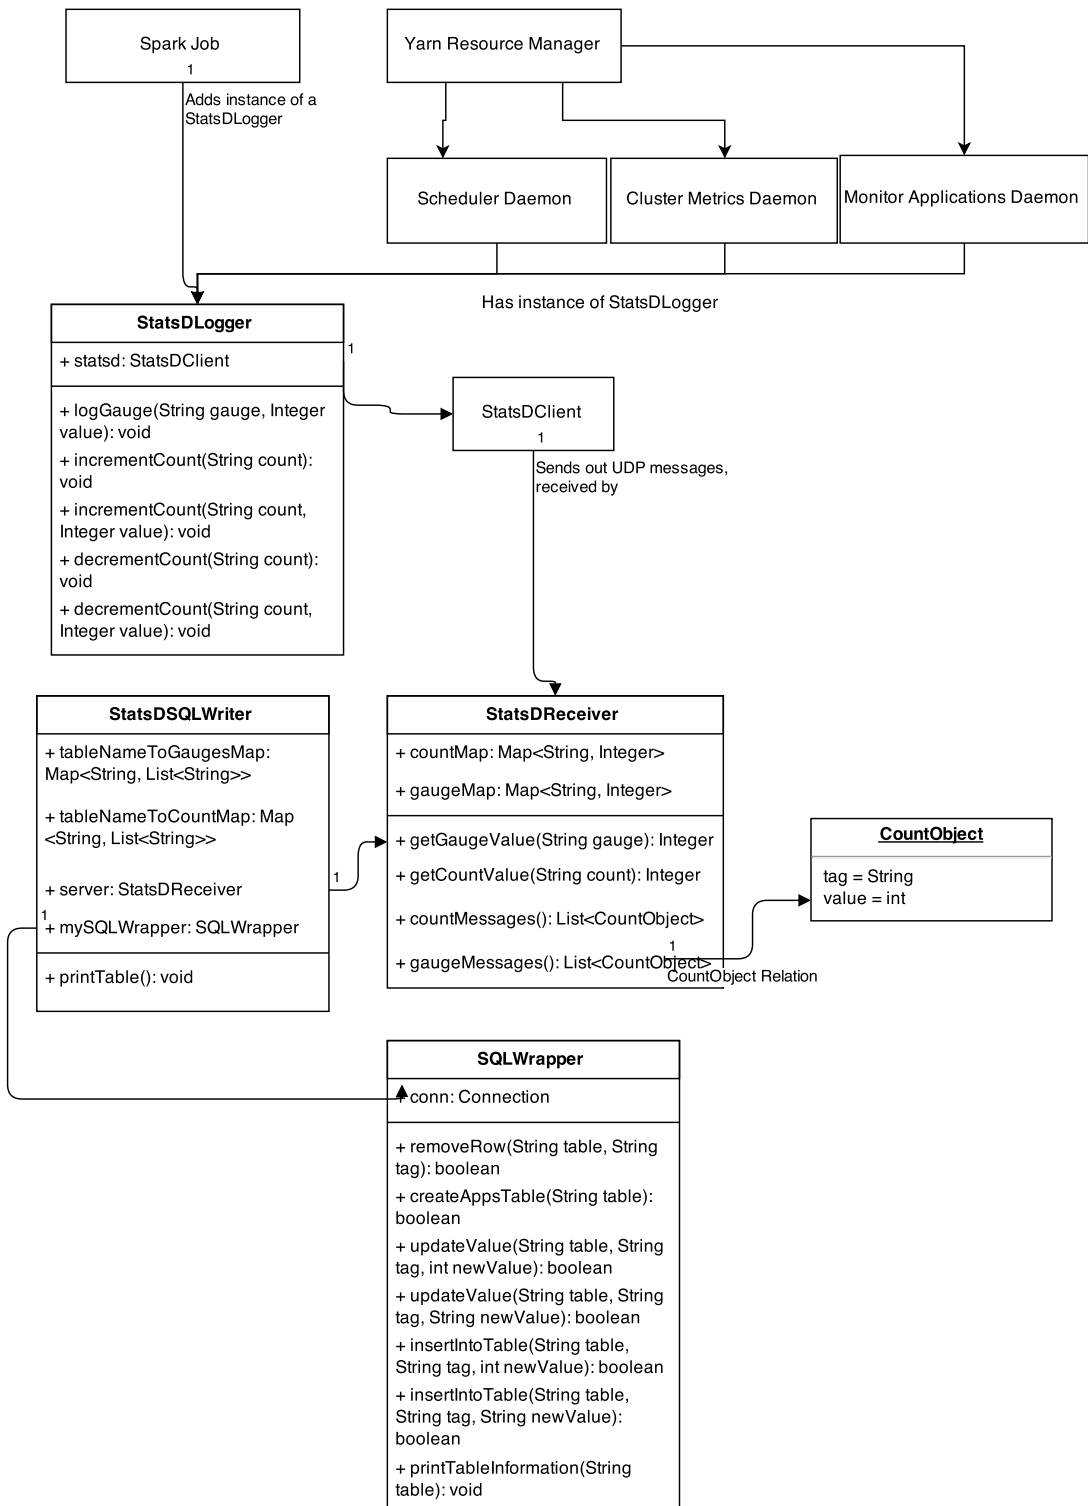 Spark Job
1
Adds instance of a
StatsDLogger
Yarn Resource Manager
Scheduler Daemon
Cluster Metrics Daemon
Monitor Applications Daemon
Has instance of StatsDLogger
StatsDLogger
+ statsd: StatsDClient
+ logGauge(String gauge, Integer
value): void
+ incrementCount(String count):
void
+ incrementCount(String count,
Integer value): void
+ decrementCount(String count):
void
+ decrementCount(String count,
Integer value): void
1
StatsDClient
1
Sends out UDP messages,
received by
StatsDSQLWriter
+ tableNameToGaugesMap:
Map<String, List<String>>
+ tableNameToCountMap: Map
<String, List<String>>
+ server: StatsDReceiver
1
+ mySQLWrapper: SQLWrapper
+ printTable(): void
1
StatsDReceiver
+ countMap: Map<String, Integer>
+ gaugeMap: Map<String, Integer>
+ getGaugeValue(String gauge): Integer
+ getCountValue(String count): Integer
+ countMessages(): List<CountObject>
1
+ gaugeMessages(): List<CountObject>
CountObject Relation
CountObject
tag = String
value = int
SQLWrapper
+ conn: Connection
+ removeRow(String table, String
tag): boolean
+ createAppsTable(String table):
boolean
+ updateValue(String table, String
tag, int newValue): boolean
+ updateValue(String table, String
tag, String newValue): boolean
+ insertIntoTable(String table,
String tag, int newValue): boolean
+ insertIntoTable(String table,
String tag, String newValue):
boolean
+ printTableInformation(String
table): void